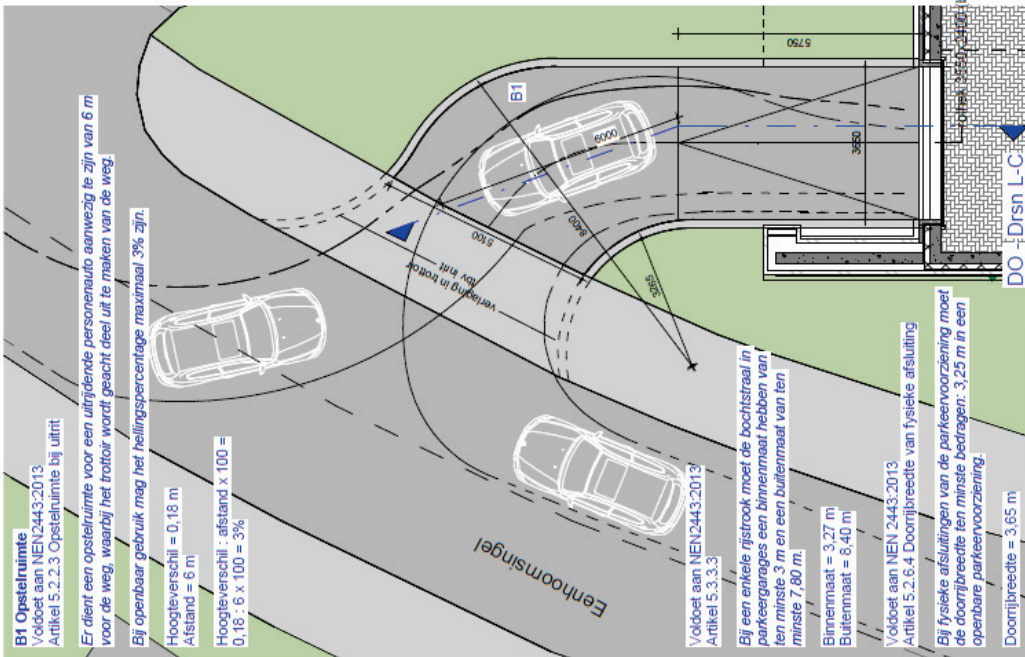 B1 Opstelruimte
Voldoet aan NEN2443:2013
Artikel 5.2.2.3 Opstelruimte bij uitrit
Er dient een opstelruimte voor een uitrijdende personenauto aanwezig te zijn van 6 m
voor de weg, waarbij het trottoir wordt geacht deel uit te maken van de weg.
Bij openbaar gebruik mag het hellingspercentage maximaal 3% zijn.
Hoogteverschil = 0,18 m
Afstand = 6 m
Hoogteverschil : afstand x 100 =
0,18 : 6 x 100 = 3%
Eenhoornsingel
verlaging in trottoir
tbv inrit
5100
B1
6000
8400
3265
5750
3650
Voldoet aan NEN2443:2013
Artikel 5.3.3.3
Bij een enkele rijstrook moet de bochtstraal in
parkeergarages een binnenmaat hebben van
ten minste 3 m en een buitenmaat van ten
minste 7,80 m.
Binnenmaat = 3,27 m
Buitenmaat = 8,40 m
Voldoet aan NEN 2443:2013
Artikel 5.2.6.4 Doorrijbreedte van fysieke afsluiting
Bij fysieke afsluitingen van de parkeervoorziening moet
de doorrijbreedte ten minste bedragen: 3,25 m in een
openbare parkeervoorziening.
Doorrijbreedte = 3,65 m
DO - Drsn L-C